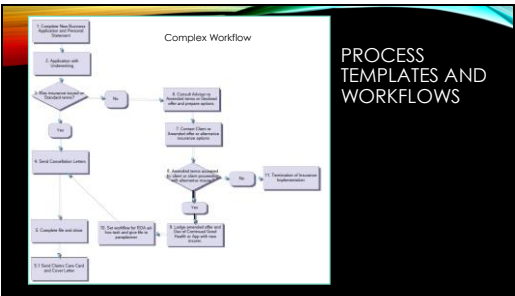 Complex Workflow
PROCESS
TEMPLATES AND
WORKFLOWS
1. Complete New Business
Application and Personal
Statement
2. Application with
Underwriting
3. Was insurance issued on
Standard terms?
No
Yes
4. Send Cancellation Letters
5. Complete file and close
5.1 Send Claims Care Card
and Cover Letter
6. Consult Advisor re
Amended terms or Declined
offer and prepare options
7. Contact Client re
Amended offer or alternative
insurance options
8. Amended terms accepted
by client or client proceeding
with alternative insurer?
No
11. Termination of Insurance
Implementation
Yes
9. Lodge amended offer and
Dec of Continued Good
Health or App with new
insurer
10. Set workflow for ROA
task and give file to
paraplanner